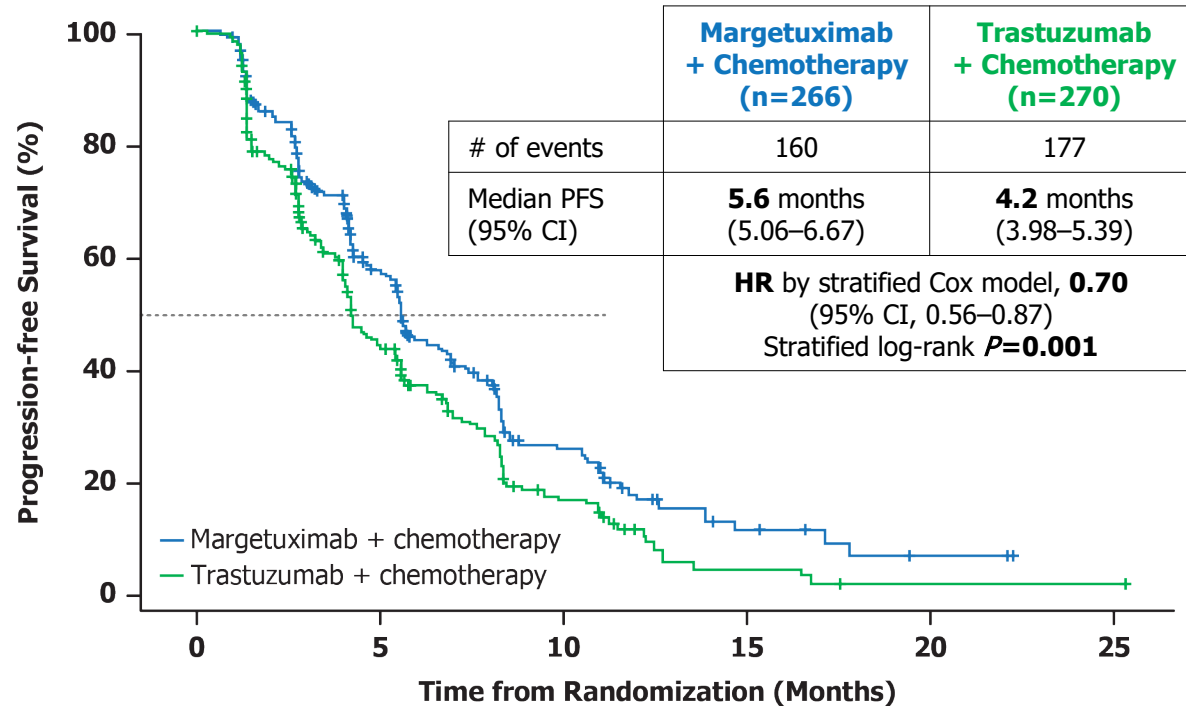 Margetuximab
+ Chemotherapy
(n=266)
Trastuzumab
+ Chemotherapy
(n=270)
# of events
160
177
Median PFS
(95% CI)
5.6 months
(5.06–6.67)
4.2 months
(3.98–5.39)
HR by stratified Cox model, 0.70
(95% CI, 0.56–0.87)
Stratified log-rank P=0.001
Progression-free Survival (%)
100
80
60
40
20
0
Margetuximab + chemotherapy
Trastuzumab + chemotherapy
0
5
10
15
20
25
Time from Randomization (Months)